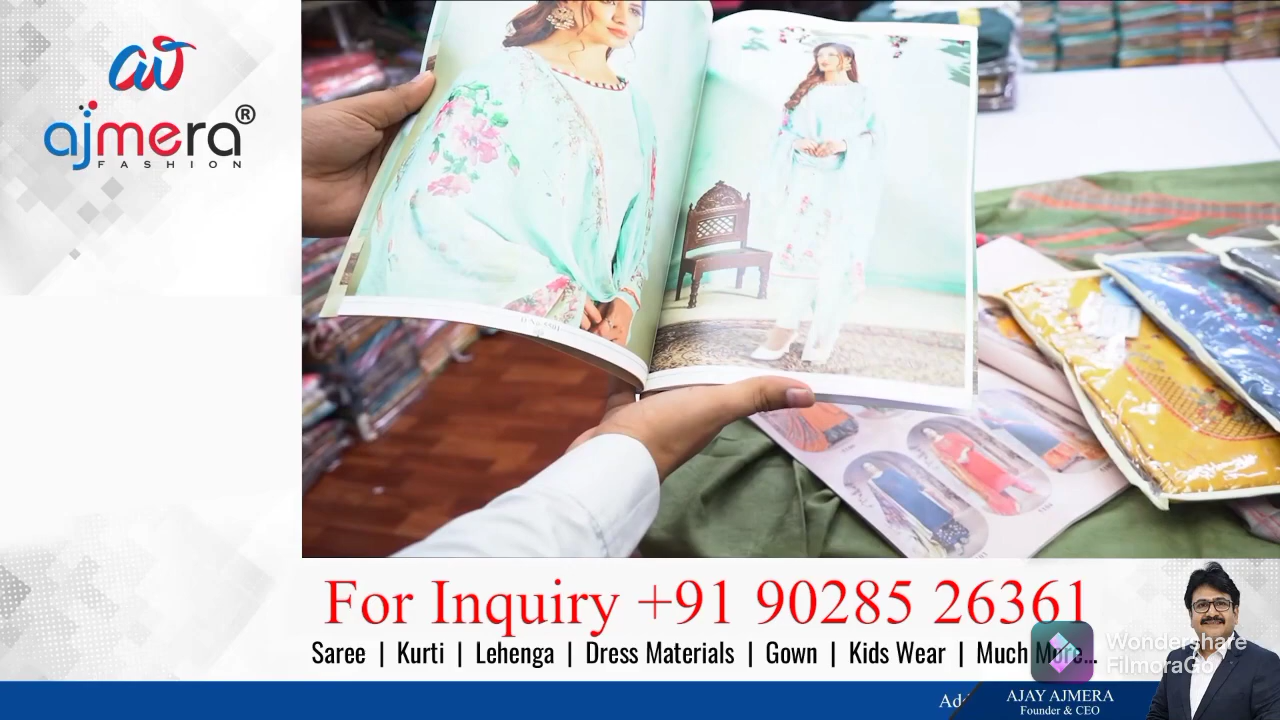 ajmera®
FASHION
For Inquiry +91 90285 26361
Saree | Kurti | Lehenga | Dress Materials | Gown | Kids Wear | Much More...
Wondershare
FilmoraGo
AJAY AJMERA
Founder & CEO